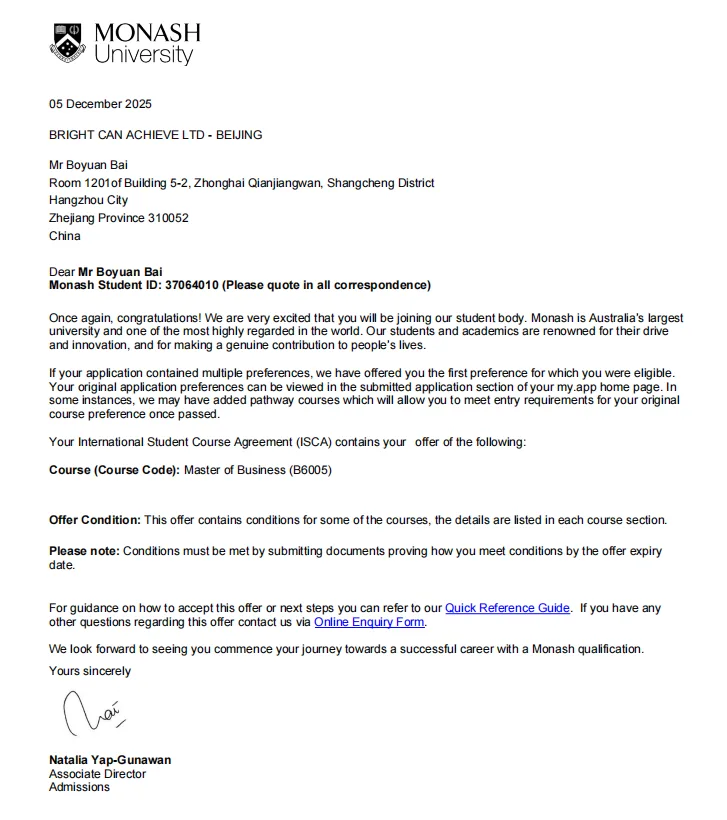 MONASH
University
05 December 2025
BRIGHT CAN ACHIEVE LTD - BEIJING
Mr Boyuan Bai
Room 1201of Building 5-2, Zhonghai Qianjiangwan, Shangcheng District
Hangzhou City
Zhejiang Province 310052
China
Dear Mr Boyuan Bai
Monash Student ID: 37064010 (Please quote in all correspondence)
Once again, congratulations! We are very excited that you will be joining our student body. Monash is Australia's largest
university and one of the most highly regarded in the world. Our students and academics are renowned for their drive
and innovation, and for making a genuine contribution to people's lives.
If your application contained multiple preferences, we have offered you the first preference for which you were eligible.
Your original application preferences can be viewed in the submitted application section of your my.app home page. In
some instances, we may have added pathway courses which will allow you to meet entry requirements for your original
course preference once passed.
Your International Student Course Agreement (ISCA) contains your offer of the following:
Course (Course Code): Master of Business (B6005)
Offer Condition: This offer contains conditions for some of the courses, the details are listed in each course section.
Please note: Conditions must be met by submitting documents proving how you meet conditions by the offer expiry
date.
For guidance on how to accept this offer or next steps you can refer to our Quick Reference Guide. If you have any
other questions regarding this offer contact us via Online Enquiry Form.
We look forward to seeing you commence your journey towards a successful career with a Monash qualification.
Yours sincerely
Natalia Yap-Gunawan
Associate Director
Admissions